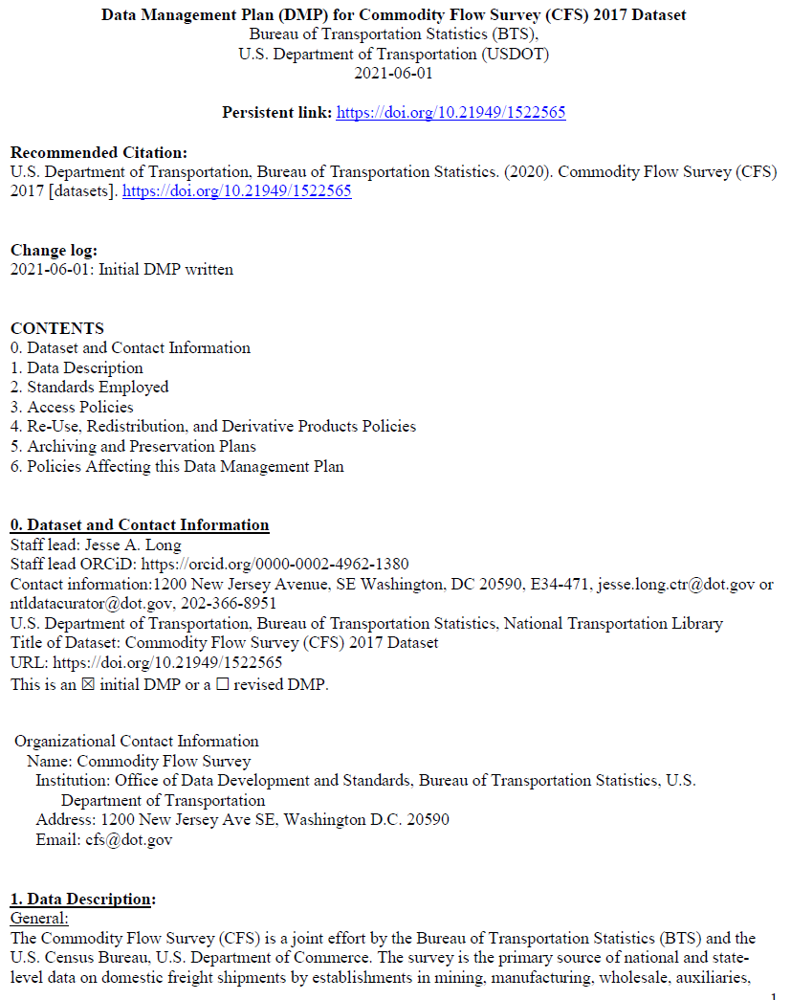 Data Management Plan (DMP) for Commodity Flow Survey (CFS) 2017 Dataset
Bureau of Transportation Statistics (BTS),
U.S. Department of Transportation (USDOT)
2021-06-01
Persistent link: https://doi.org/10.21949/1522565
Recommended Citation:
U.S. Department of Transportation, Bureau of Transportation Statistics. (2020). Commodity Flow Survey (CFS)
2017 [datasets]. https://doi.org/10.21949/1522565
Change log:
2021-06-01: Initial DMP written
CONTENTS
0. Dataset and Contact Information
1. Data Description
2. Standards Employed
3. Access Policies
4. Re-Use, Redistribution, and Derivative Products Policies
5. Archiving and Preservation Plans
6. Policies Affecting this Data Management Plan
0. Dataset and Contact Information
Staff lead: Jesse A. Long
Staff lead ORCiD: https://orcid.org/0000-0002-4962-1380
Contact information:1200 New Jersey Avenue, SE Washington, DC 20590, E34-471, jesse.long.ctr@dot.gov or
ntldatacurator@dot.gov, 202-366-8951
U.S. Department of Transportation, Bureau of Transportation Statistics, National Transportation Library
Title of Dataset: Commodity Flow Survey (CFS) 2017 Dataset
URL: https://doi.org/10.21949/1522565
This is an ☒ initial DMP or a ☐ revised DMP.
Organizational Contact Information
Name: Commodity Flow Survey
Institution: Office of Data Development and Standards, Bureau of Transportation Statistics, U.S.
Department of Transportation
Address: 1200 New Jersey Ave SE, Washington D.C. 20590
Email: cfs@dot.gov
1. Data Description:
General:
The Commodity Flow Survey (CFS) is a joint effort by the Bureau of Transportation Statistics (BTS) and the
U.S. Census Bureau, U.S. Department of Commerce. The survey is the primary source of national and state-
level data on domestic freight shipments by establishments in mining, manufacturing, wholesale, auxiliaries,
1